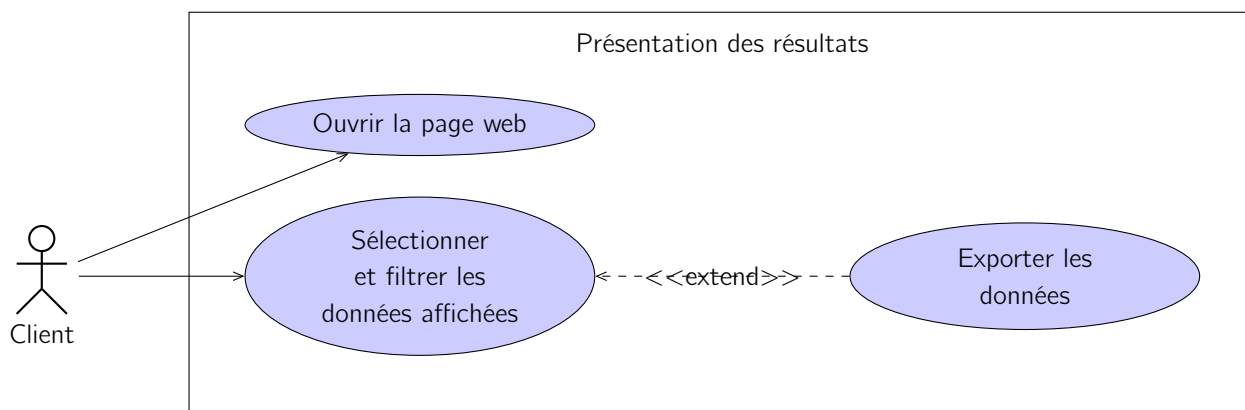 Présentation des résultats
Ouvrir la page web
Sélectionner
et filtrer les
données affichées
<<extend>>
Exporter les
données
Client